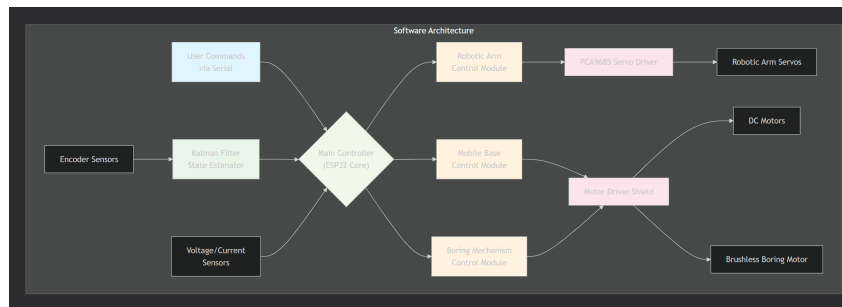 Software Architecture
User Commands
via Serial
Robotic Arm
Control Module
PCA9685 Servo Driver
Robotic Arm Servos
DC Motors
Encoder Sensors
Kalman Filter
State Estimator
Main Controller
(ESP32 Core)
Mobile Base
Control Module
Motor Driver Shield
Voltage/Current
Sensors
Boring Mechanism
Control Module
Brushless Boring Motor